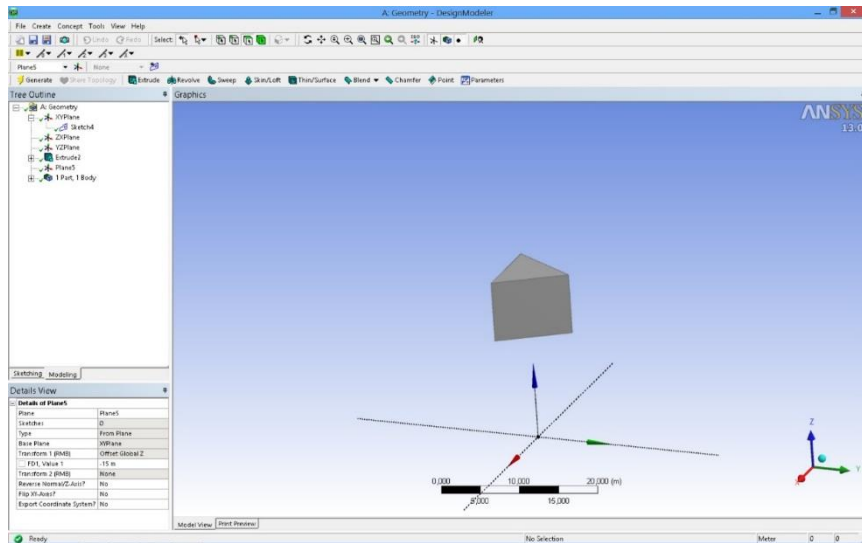 A: Geometry - DesignModeler
File Create Concept Tools View Help
Undo Redo Select:
Plane5 None
Generate Share Topology Extrude Revolve Sweep Skin/Loft Thin/Surface Blend Chamfer Point Parameters
Tree Outline
Graphics
A: Geometry
XYPlane
Sketch4
ZXPlane
YZPlane
Extrude2
Plane5
1 Part, 1 Body
ANSYS
13.0
Sketching Modeling
Details View
Details of Plane5
Plane Plane5
Sketches 0
Type From Plane
Base Plane XYPlane
Transform 1 (RMB) Offset Global Z
FD1, Value 1 -15 m
Transform 2 (RMB) None
Reverse Normal/Z-Axis? No
Flip XY-Axes? No
Export Coordinate System? No
0,000 10,000 20,000 (m)
5,000 15,000
Z
Y
X
Model View Print Preview
Ready No Selection Meter 0 0